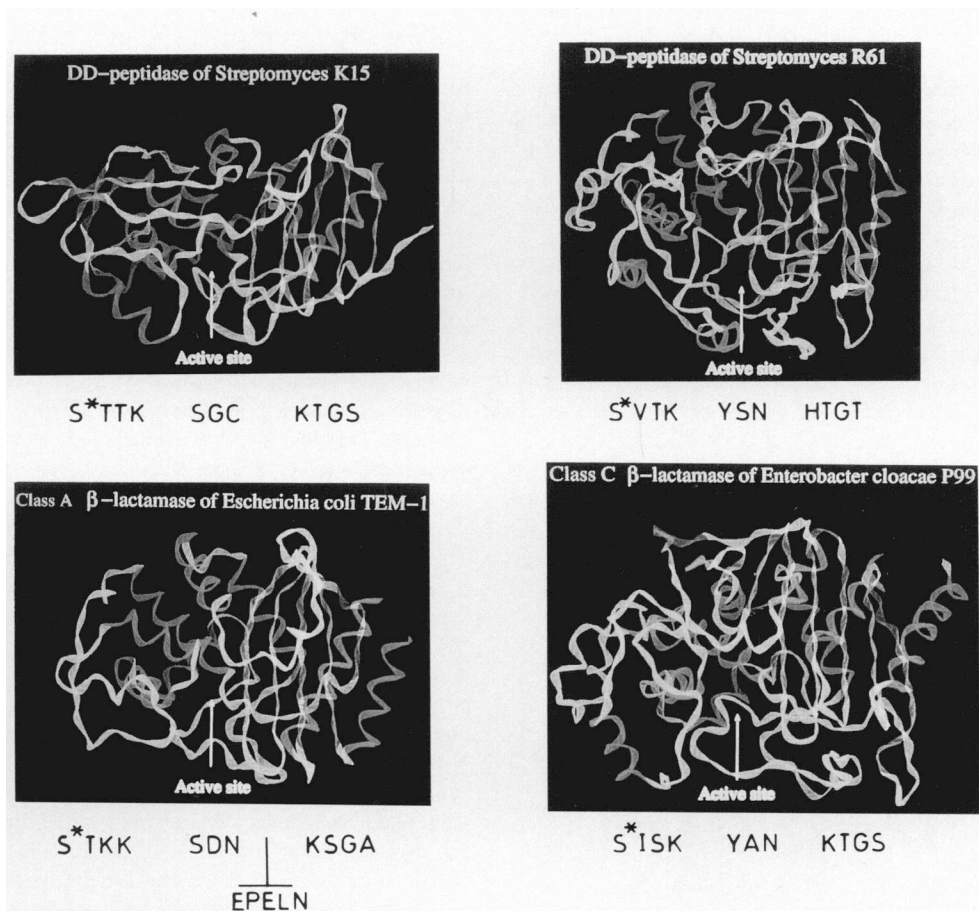 DD–peptidase of Streptomyces K15
Active site
S*TTK SGC KTGS
DD–peptidase of Streptomyces R61
Active site
S*VTK YSN HTGT
Class A β–lactamase of Escherichia coli TEM–1
Active site
S*TKK SDN KSGA
EPELN
Class C β–lactamase of Enterobacter cloacae P99
Active site
S*ISK YAN KTGS